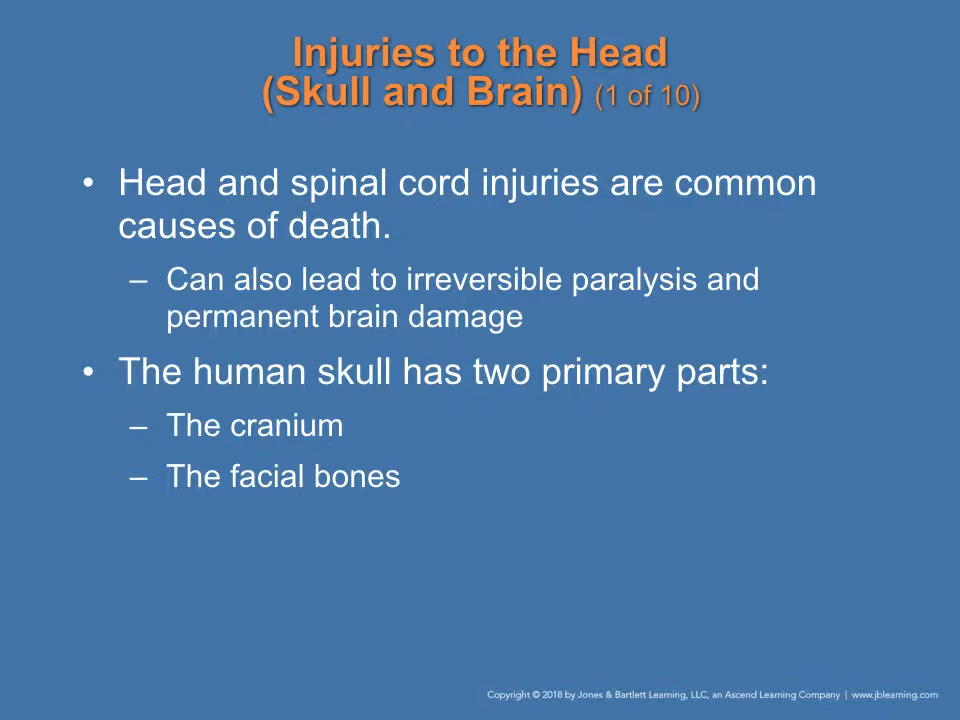 Injuries to the Head
(Skull and Brain) (1 of 10)
• Head and spinal cord injuries are common
causes of death.
– Can also lead to irreversible paralysis and
permanent brain damage
• The human skull has two primary parts:
– The cranium
– The facial bones
Copyright © 2018 by Jones & Bartlett Learning, LLC, an Ascend Learning Company | www.jblearning.com